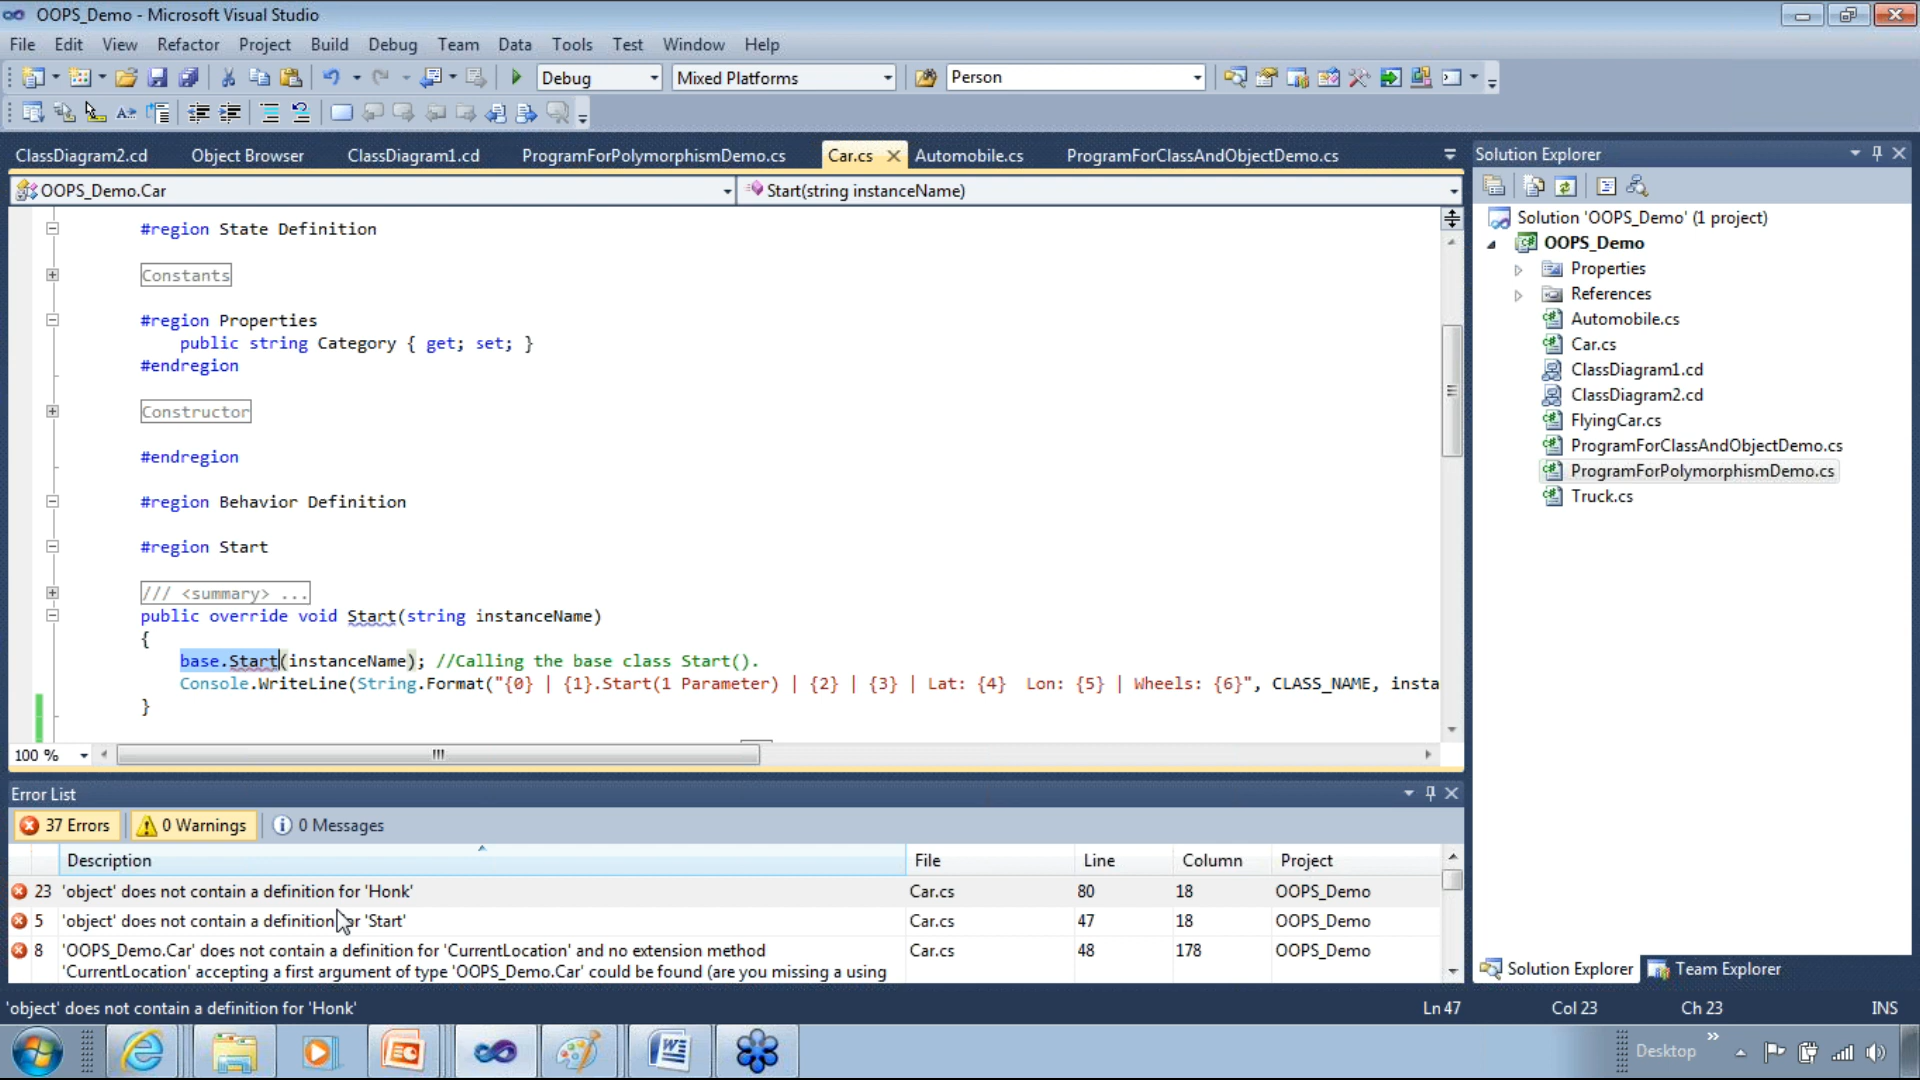 OOPS_Demo - Microsoft Visual Studio
File Edit View Refactor Project Build Debug Team Data Tools Test Window Help
Debug Mixed Platforms Person
ClassDiagram2.cd Object Browser ClassDiagram1.cd ProgramForPolymorphismDemo.cs Car.cs Automobile.cs ProgramForClassAndObjectDemo.cs
OOPS_Demo.Car Start(string instanceName)
#region State Definition
Constants
#region Properties
public string Category { get; set; }
#endregion
Constructor
#endregion
#region Behavior Definition
#region Start
/// <summary> ...
public override void Start(string instanceName)
{
base.Start(instanceName); //Calling the base class Start().
Console.WriteLine(String.Format("{0} | {1}.Start(1 Parameter) | {2} | {3} | Lat: {4}  Lon: {5} | Wheels: {6}", CLASS_NAME, insta
}
100 %
Error List
37 Errors 0 Warnings 0 Messages
Description File Line Column Project
23 'object' does not contain a definition for 'Honk' Car.cs 80 18 OOPS_Demo
5 'object' does not contain a definition for 'Start' Car.cs 47 18 OOPS_Demo
8 'OOPS_Demo.Car' does not contain a definition for 'CurrentLocation' and no extension method Car.cs 48 178 OOPS_Demo
'CurrentLocation' accepting a first argument of type 'OOPS_Demo.Car' could be found (are you missing a using
Solution Explorer
Solution 'OOPS_Demo' (1 project)
OOPS_Demo
Properties
References
Automobile.cs
Car.cs
ClassDiagram1.cd
ClassDiagram2.cd
FlyingCar.cs
ProgramForClassAndObjectDemo.cs
ProgramForPolymorphismDemo.cs
Truck.cs
Solution Explorer Team Explorer
'object' does not contain a definition for 'Honk' Ln 47 Col 23 Ch 23 INS
Desktop